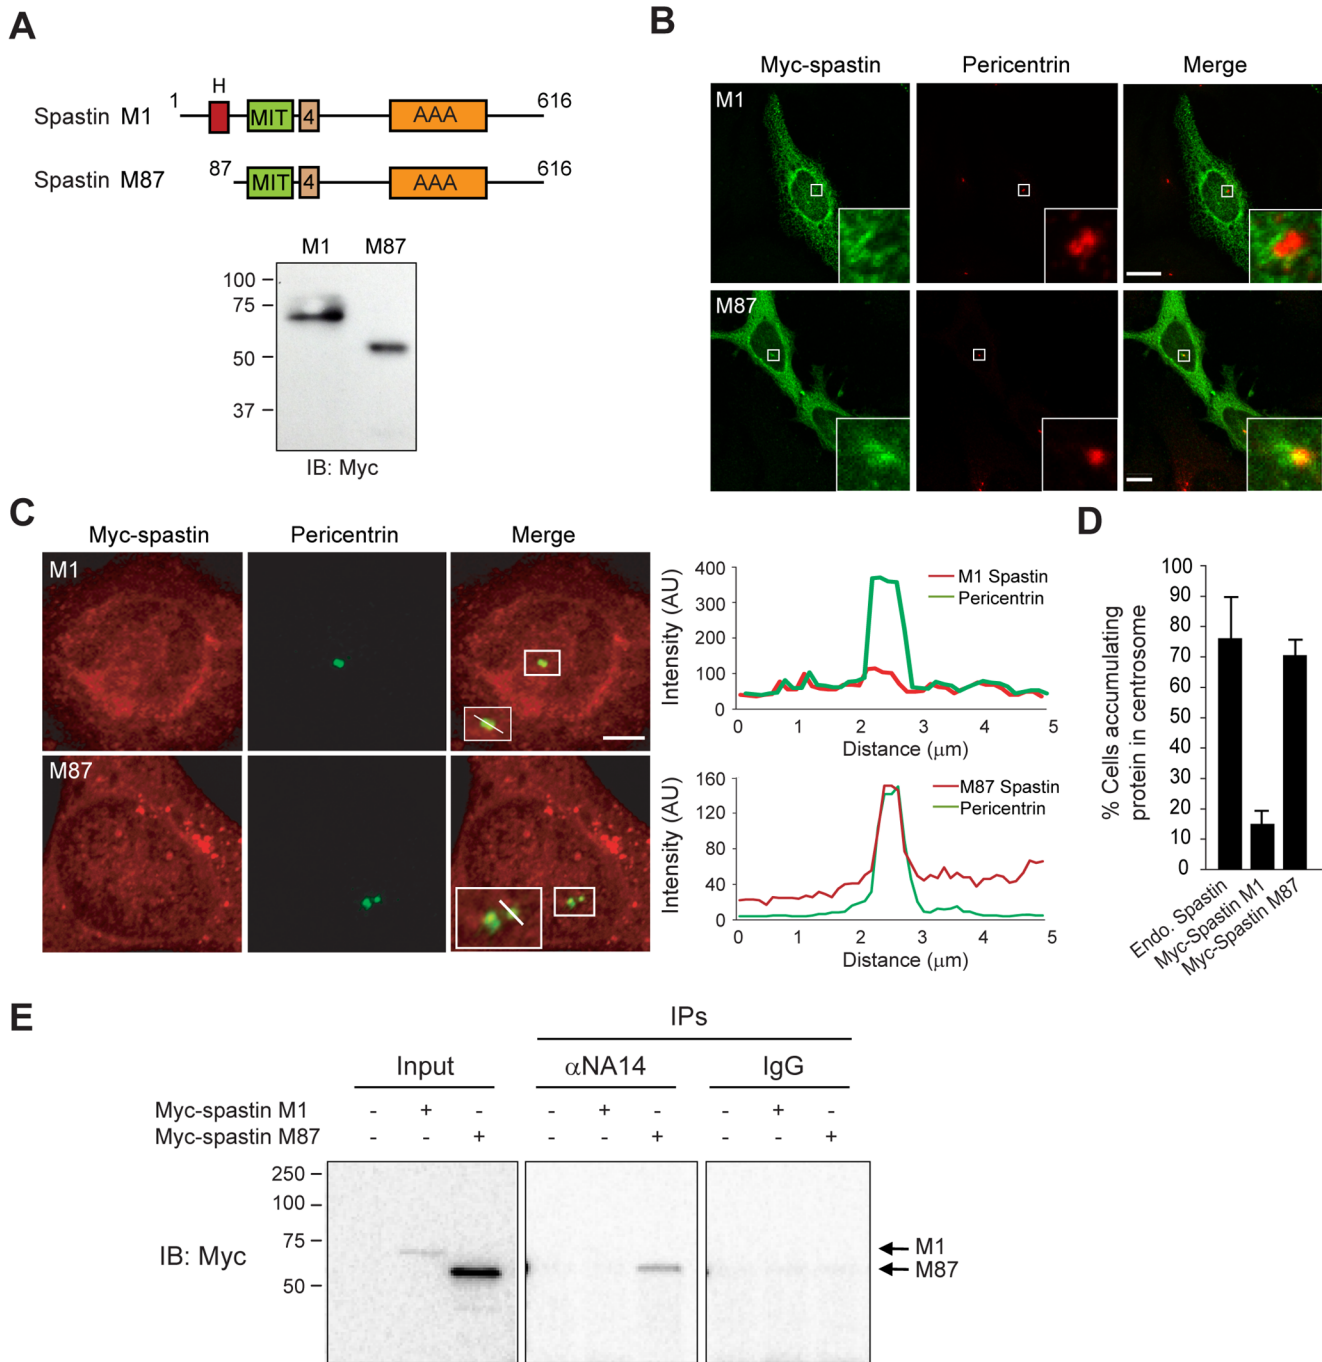 A
H
1
616
Spastin M1
MIT
4
AAA
87
616
Spastin M87
MIT
4
AAA
M1 M87
100
75
50
37
IB: Myc
B
Myc-spastin Pericentrin Merge
M1
M87
C
Myc-spastin Pericentrin Merge
M1
M87
400
300
200
100
0
Intensity (AU)
M1 Spastin
Pericentrin
0 1 2 3 4 5
Distance (μm)
160
120
80
40
0
Intensity (AU)
M87 Spastin
Pericentrin
0 1 2 3 4 5
Distance (μm)
D
% Cells accumulating
protein in centrosome
100
90
80
70
60
50
40
30
20
10
0
Endo. Spastin
Myc-Spastin M1
Myc-Spastin M87
E
IPs
Input αNA14 IgG
Myc-spastin M1 - + - - + - - + -
Myc-spastin M87 - - + - - + - - +
250
100
75
50
IB: Myc
M1
M87